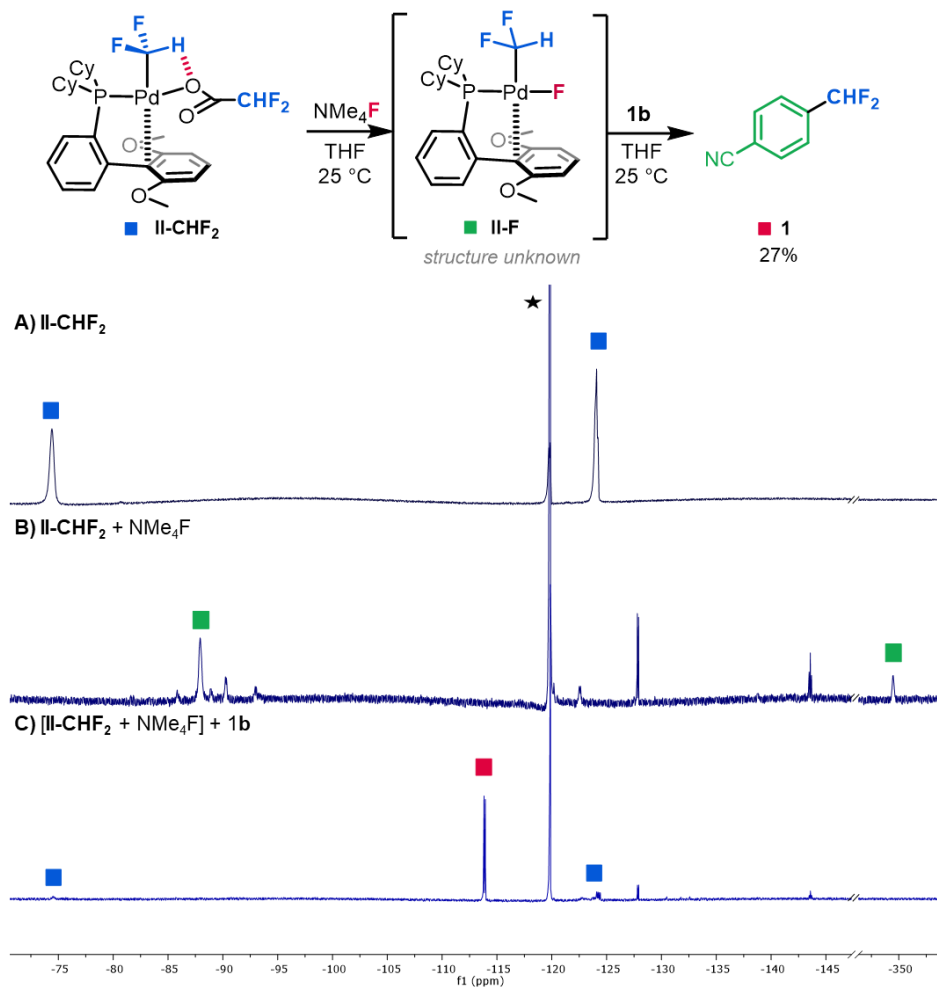 F
F
H
Cy
Cy
P
Pd
O
O
CHF2
O
O
II-CHF2
NMe4F
THF
25 °C
F
F
H
Cy
Cy
P
Pd
F
O
O
II-F
structure unknown
1b
THF
25 °C
CHF2
NC
1
27%
A) II-CHF2
B) II-CHF2 + NMe4F
C) [II-CHF2 + NMe4F] + 1b
-75 -80 -85 -90 -95 -100 -105 -110 -115 -120 -125 -130 -135 -140 -145 -350
f1 (ppm)